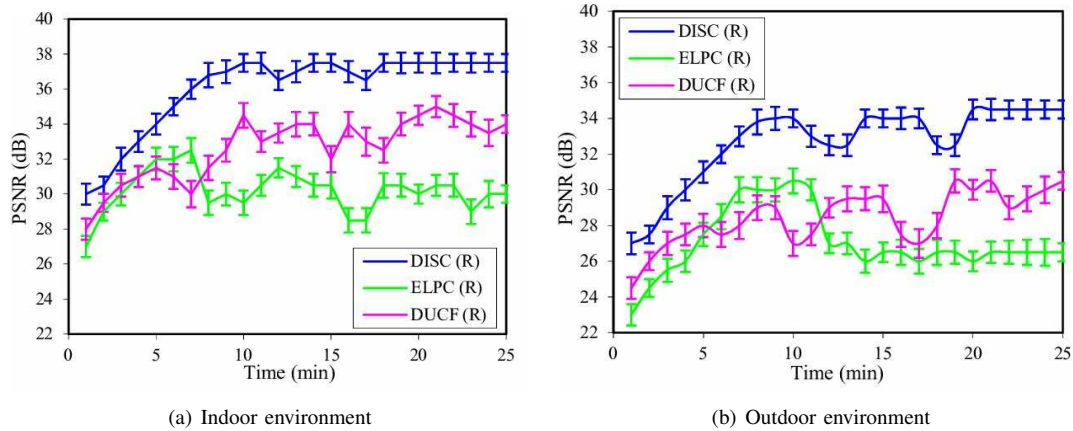 40
38
36
34
32
30
28
26
24
22
PSNR (dB)
DISC (R)
ELPC (R)
DUCF (R)
0 5 10 15 20 25
Time (min)
(a) Indoor environment
40
38
36
34
32
30
28
26
24
22
PSNR (dB)
DISC (R)
ELPC (R)
DUCF (R)
0 5 10 15 20 25
Time (min)
(b) Outdoor environment